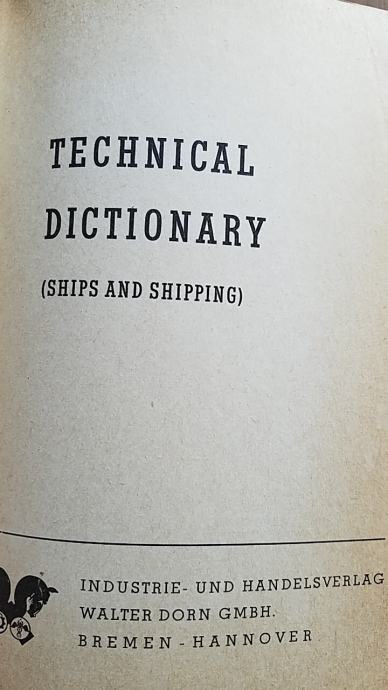 TECHNICAL
DICTIONARY
(SHIPS AND SHIPPING)
INDUSTRIE- UND HANDELSVERLAG
WALTER DORN GMBH.
BREMEN - HANNOVER